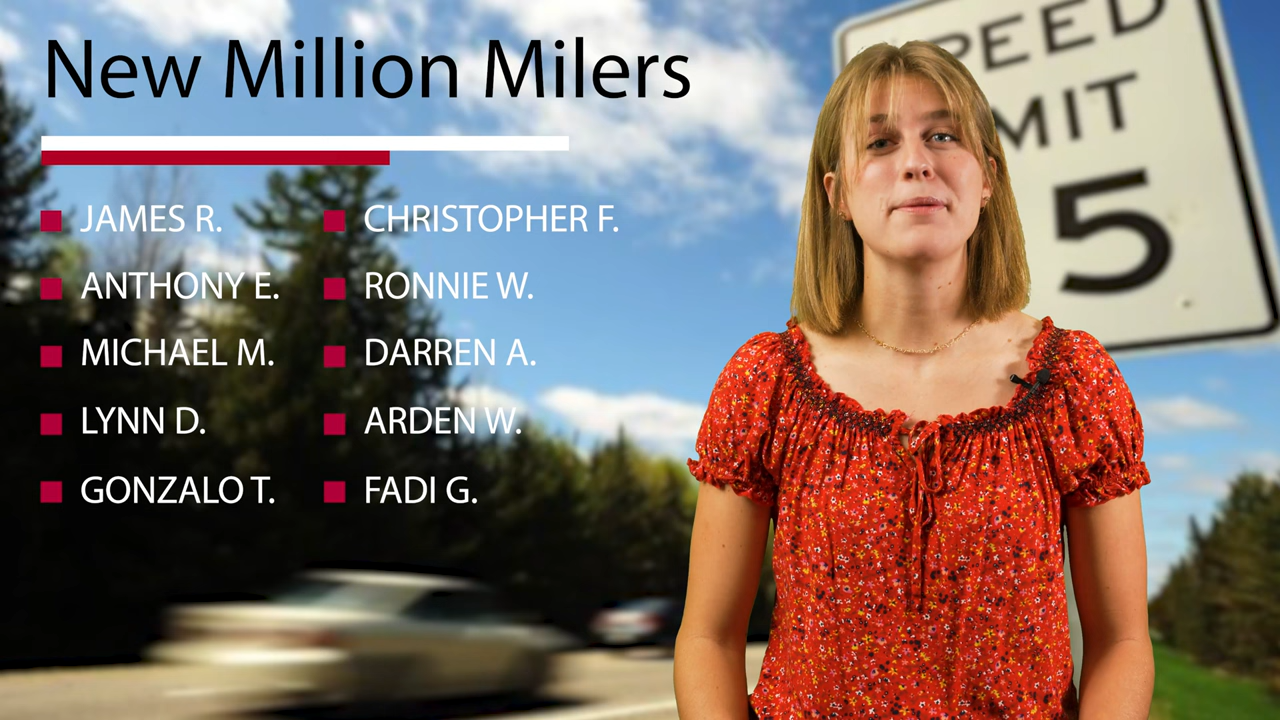 New Million Milers
JAMES R.
ANTHONY E.
MICHAEL M.
LYNN D.
GONZALO T.
CHRISTOPHER F.
RONNIE W.
DARREN A.
ARDEN W.
FADI G.
PEED
MIT
5